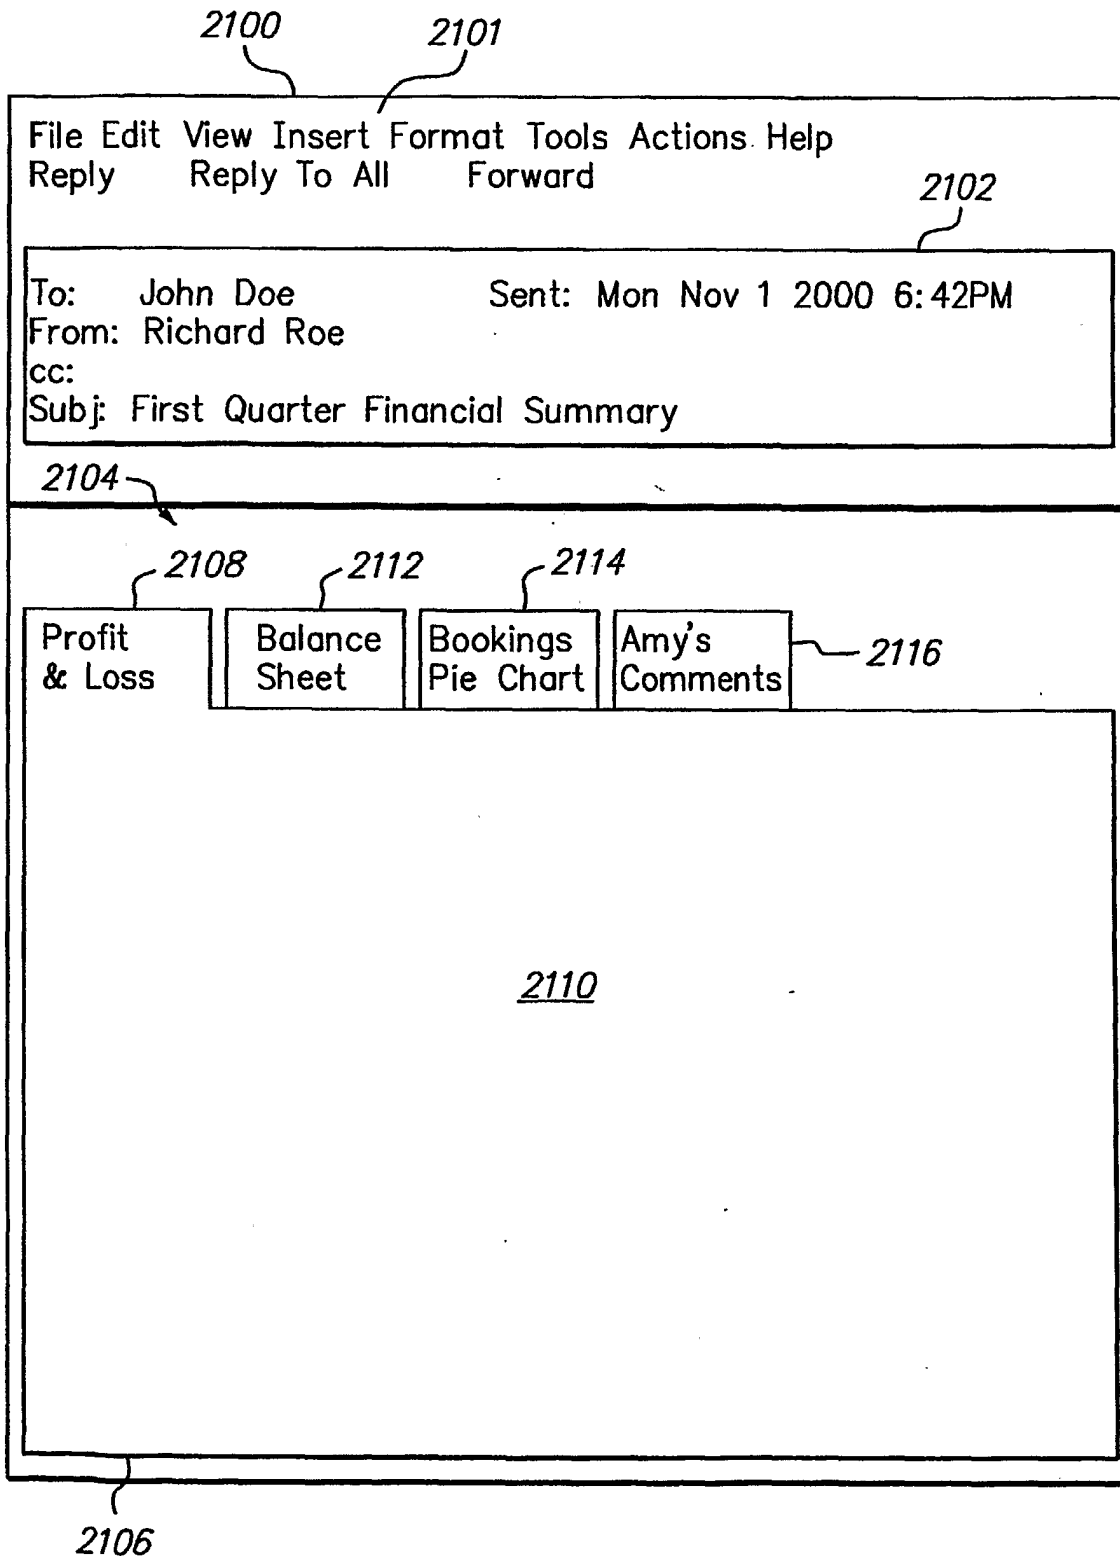 2100 2101
File Edit View Insert Format Tools Actions Help
Reply Reply To All Forward
2102
To: John Doe Sent: Mon Nov 1 2000 6:42PM
From: Richard Roe
cc:
Subj: First Quarter Financial Summary
2104
2108 2112 2114
Profit
& Loss
Balance
Sheet
Bookings
Pie Chart
Amy's
Comments
2116
2110
2106